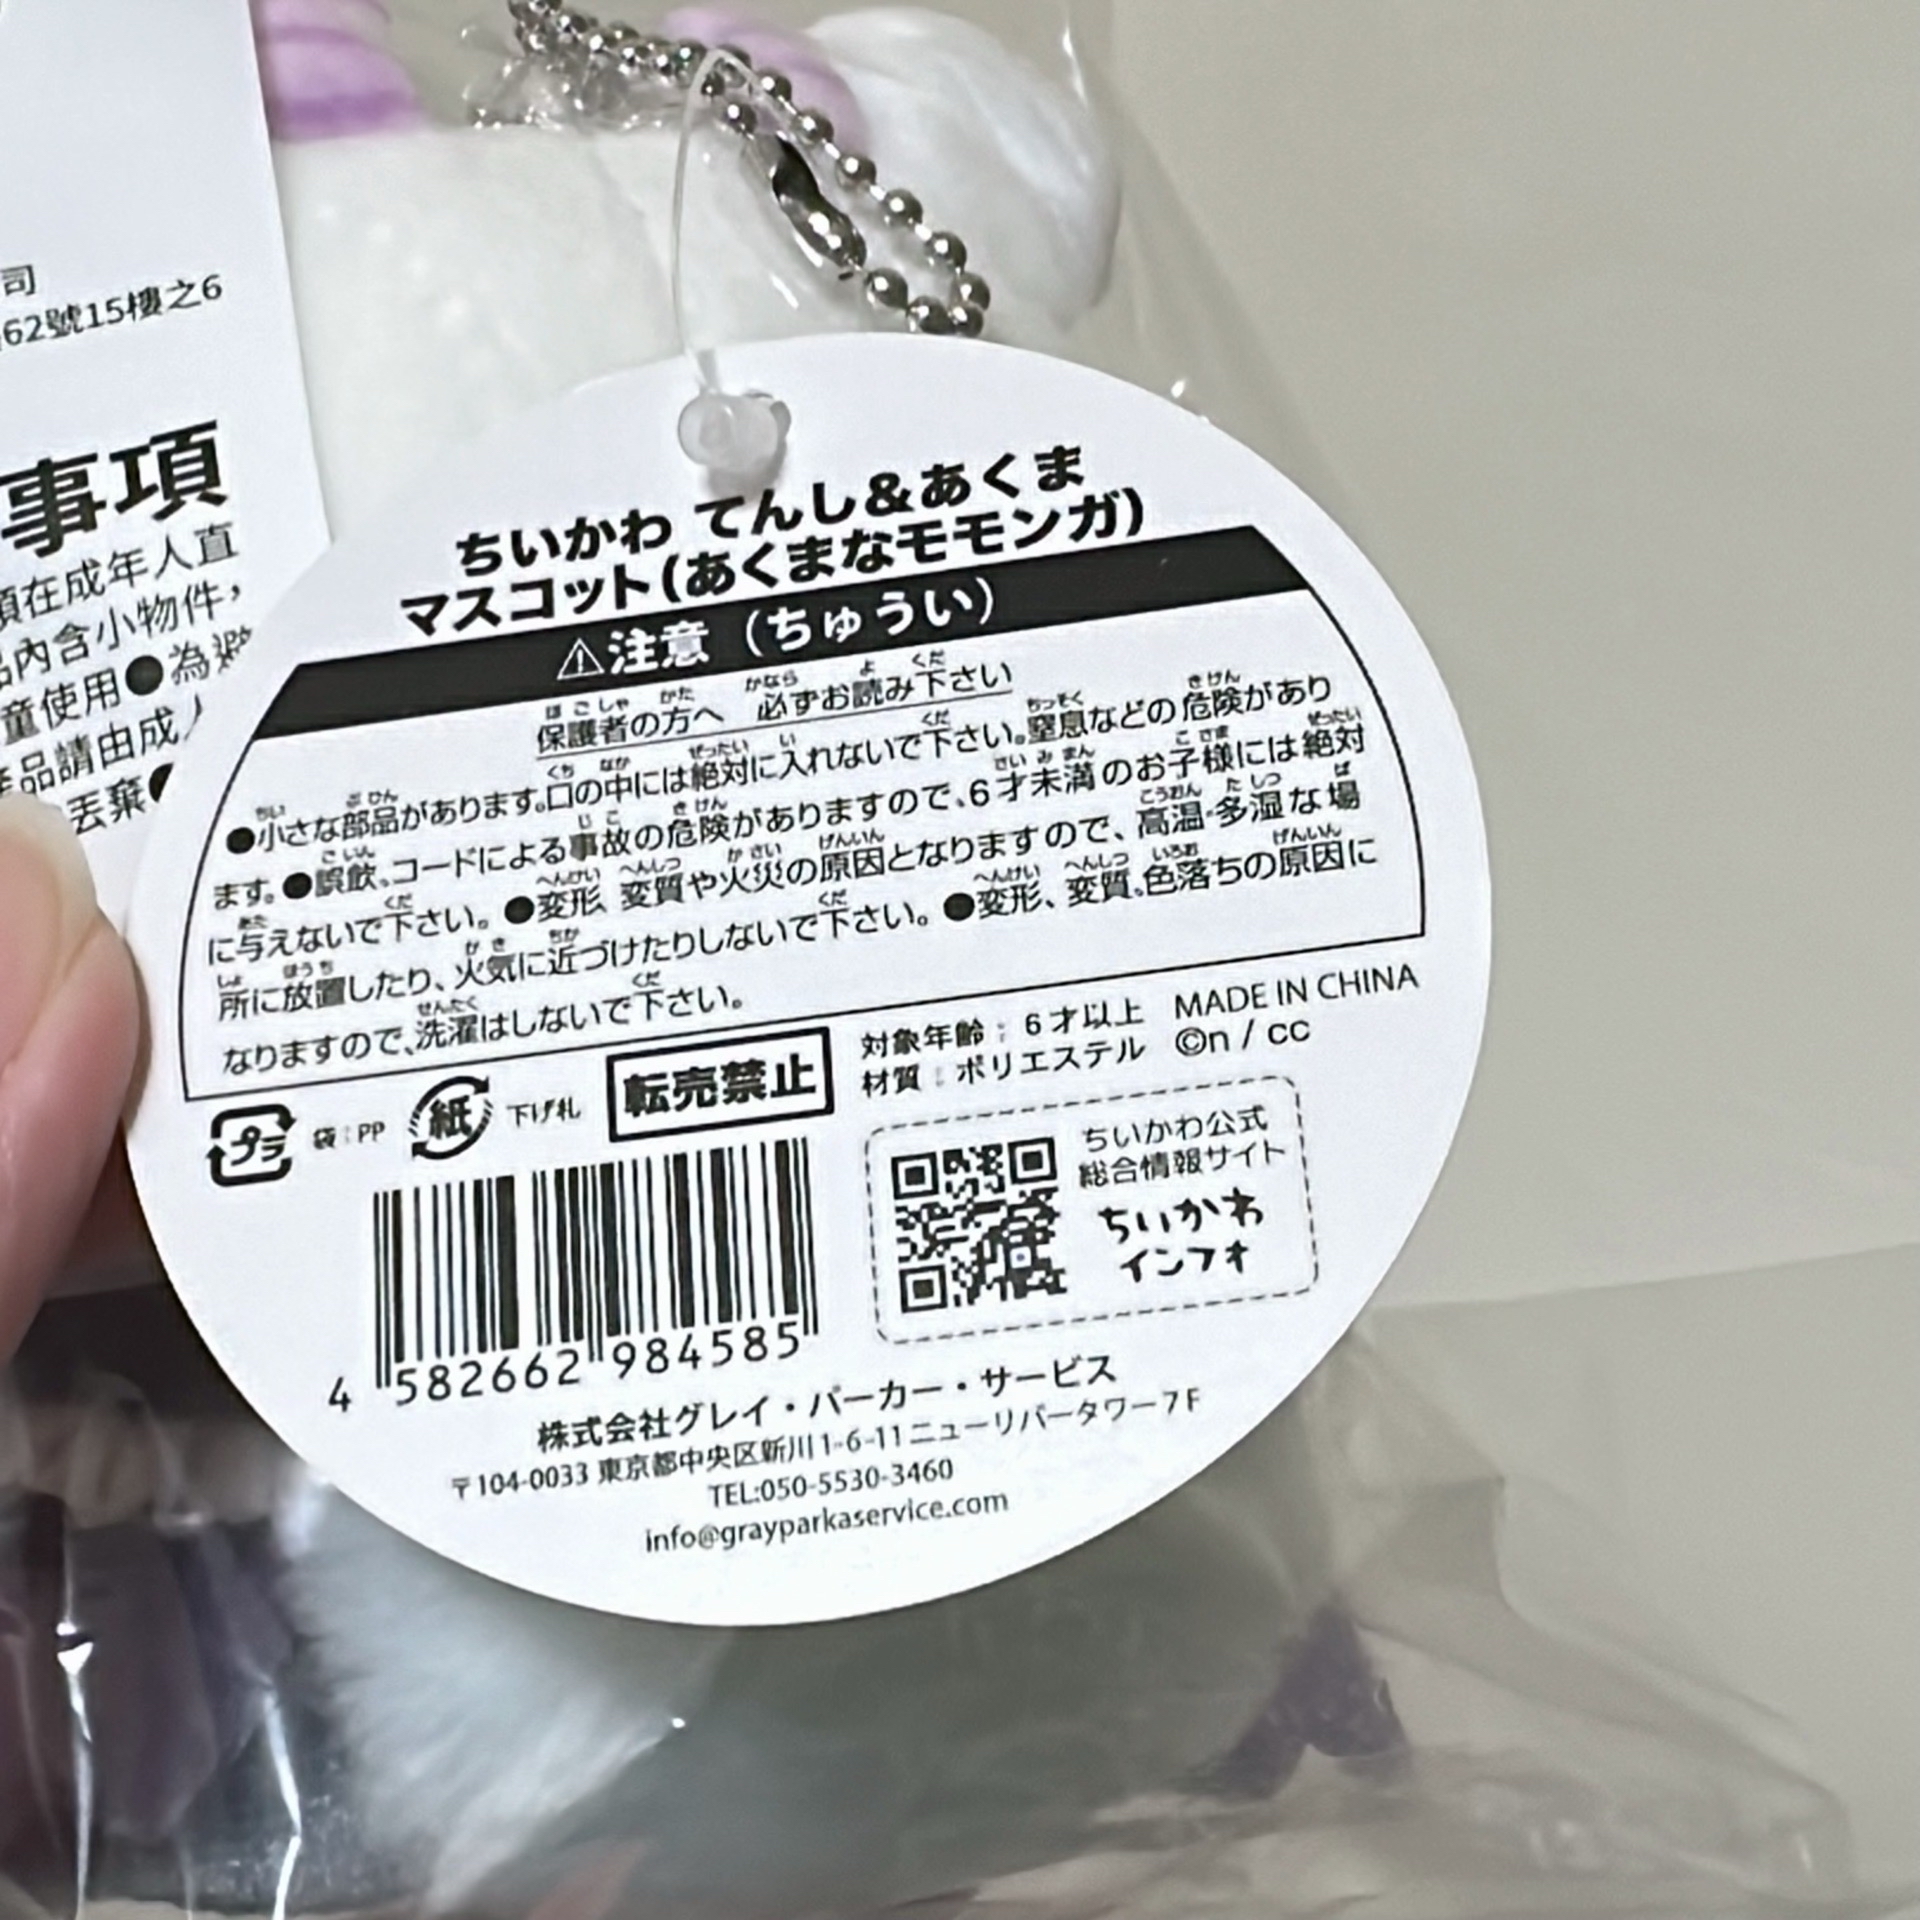 司
62號15樓之6
事項
須在成年人直
品內含小物件，
童使用●為避
產品請由成人
丟棄●
ちいかわ てんし&あくま
マスコット(あくまなモモンガ)
⚠注意（ちゅうい）
保護者の方へ 必ずお読み下さい
●小さな部品があります。口の中には絶対に入れないで下さい。窒息などの危険があり
ます。●誤飲、コードによる事故の危険がありますので、6才未満のお子様には絶対
に与えないで下さい。●変形、変質や火災の原因となりますので、高温・多湿な場
所に放置したり、火気に近づけたりしないで下さい。●変形、変質、色落ちの原因に
なりますので、洗濯はしないで下さい。
プラ 袋:PP 紙 下げ札 転売禁止
対象年齢:6才以上 MADE IN CHINA
材質:ポリエステル ©n / cc
ちいかわ公式
総合情報サイト
ちいかわ
インフォ
4 582662 984585
株式会社グレイ・パーカー・サービス
〒104-0033 東京都中央区新川1-6-11ニューリバータワー7F
TEL:050-5530-3460
info@grayparkaservice.com